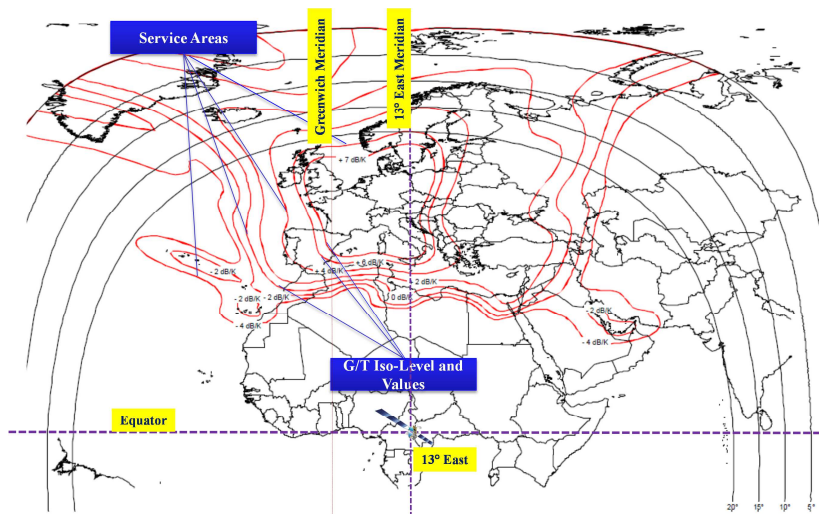 Service Areas
Greenwich Meridian
13° East Meridian
+ 7 dB/K
+ 6 dB/K
+ 4 dB/K
- 2 dB/K
- 2 dB/K
- 2 dB/K
- 2 dB/K
0 dB/K
- 4 dB/K
- 2 dB/K
- 4 dB/K
G/T Iso-Level and
Values
Equator
13° East
20°
15°
10°
5°